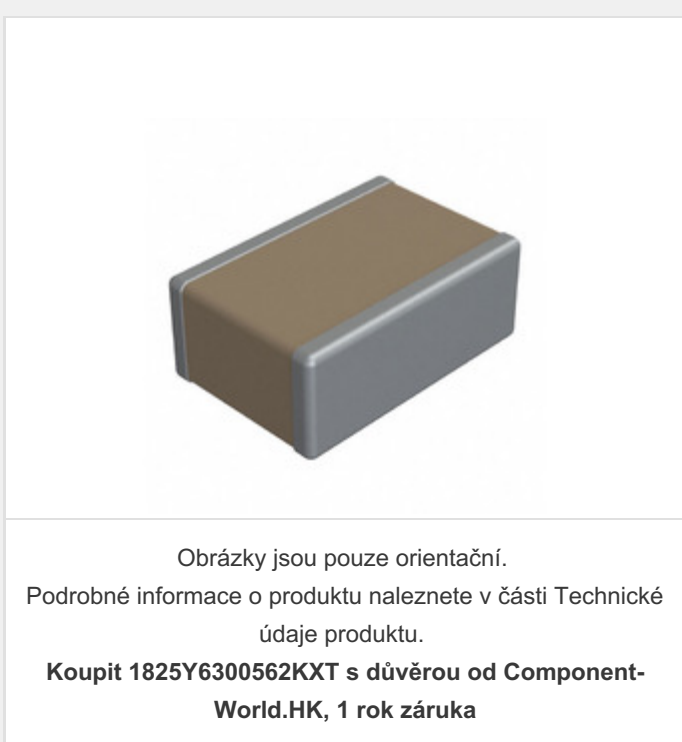 Obrázky jsou pouze orientační.
Podrobné informace o produktu naleznete v části Technické
údaje produktu.
Koupit 1825Y6300562KXT s důvěrou od Component-
World.HK, 1 rok záruka